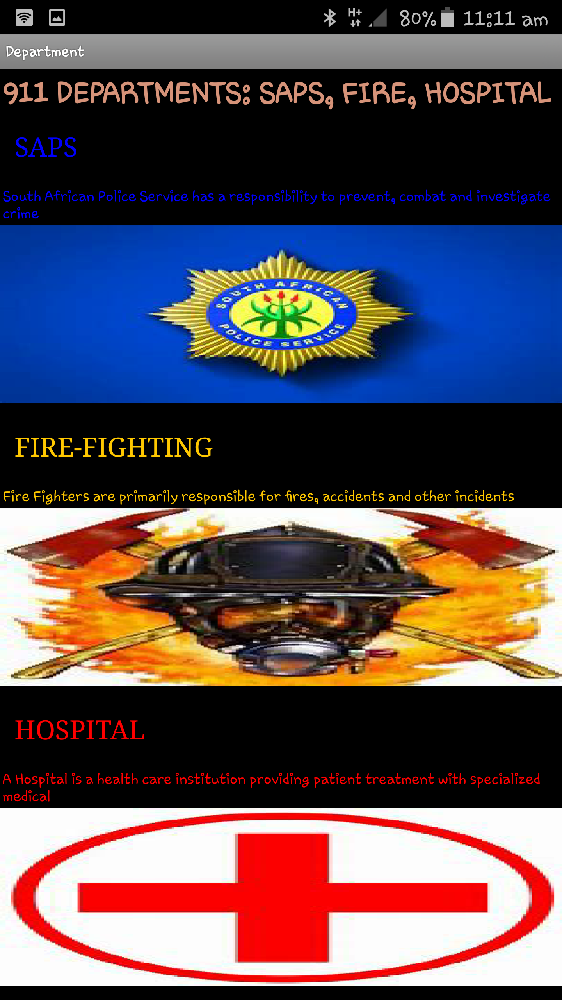 H+
80%
11:11 am
Department
911 DEPARTMENTS: SAPS, FIRE, HOSPITAL
SAPS
South African Police Service has a responsibility to prevent, combat and investigate
crime
SOUTH AFRICAN
POLICE SERVICE
FIRE-FIGHTING
Fire Fighters are primarily responsible for fires, accidents and other incidents
HOSPITAL
A Hospital is a health care institution providing patient treatment with specialized
medical